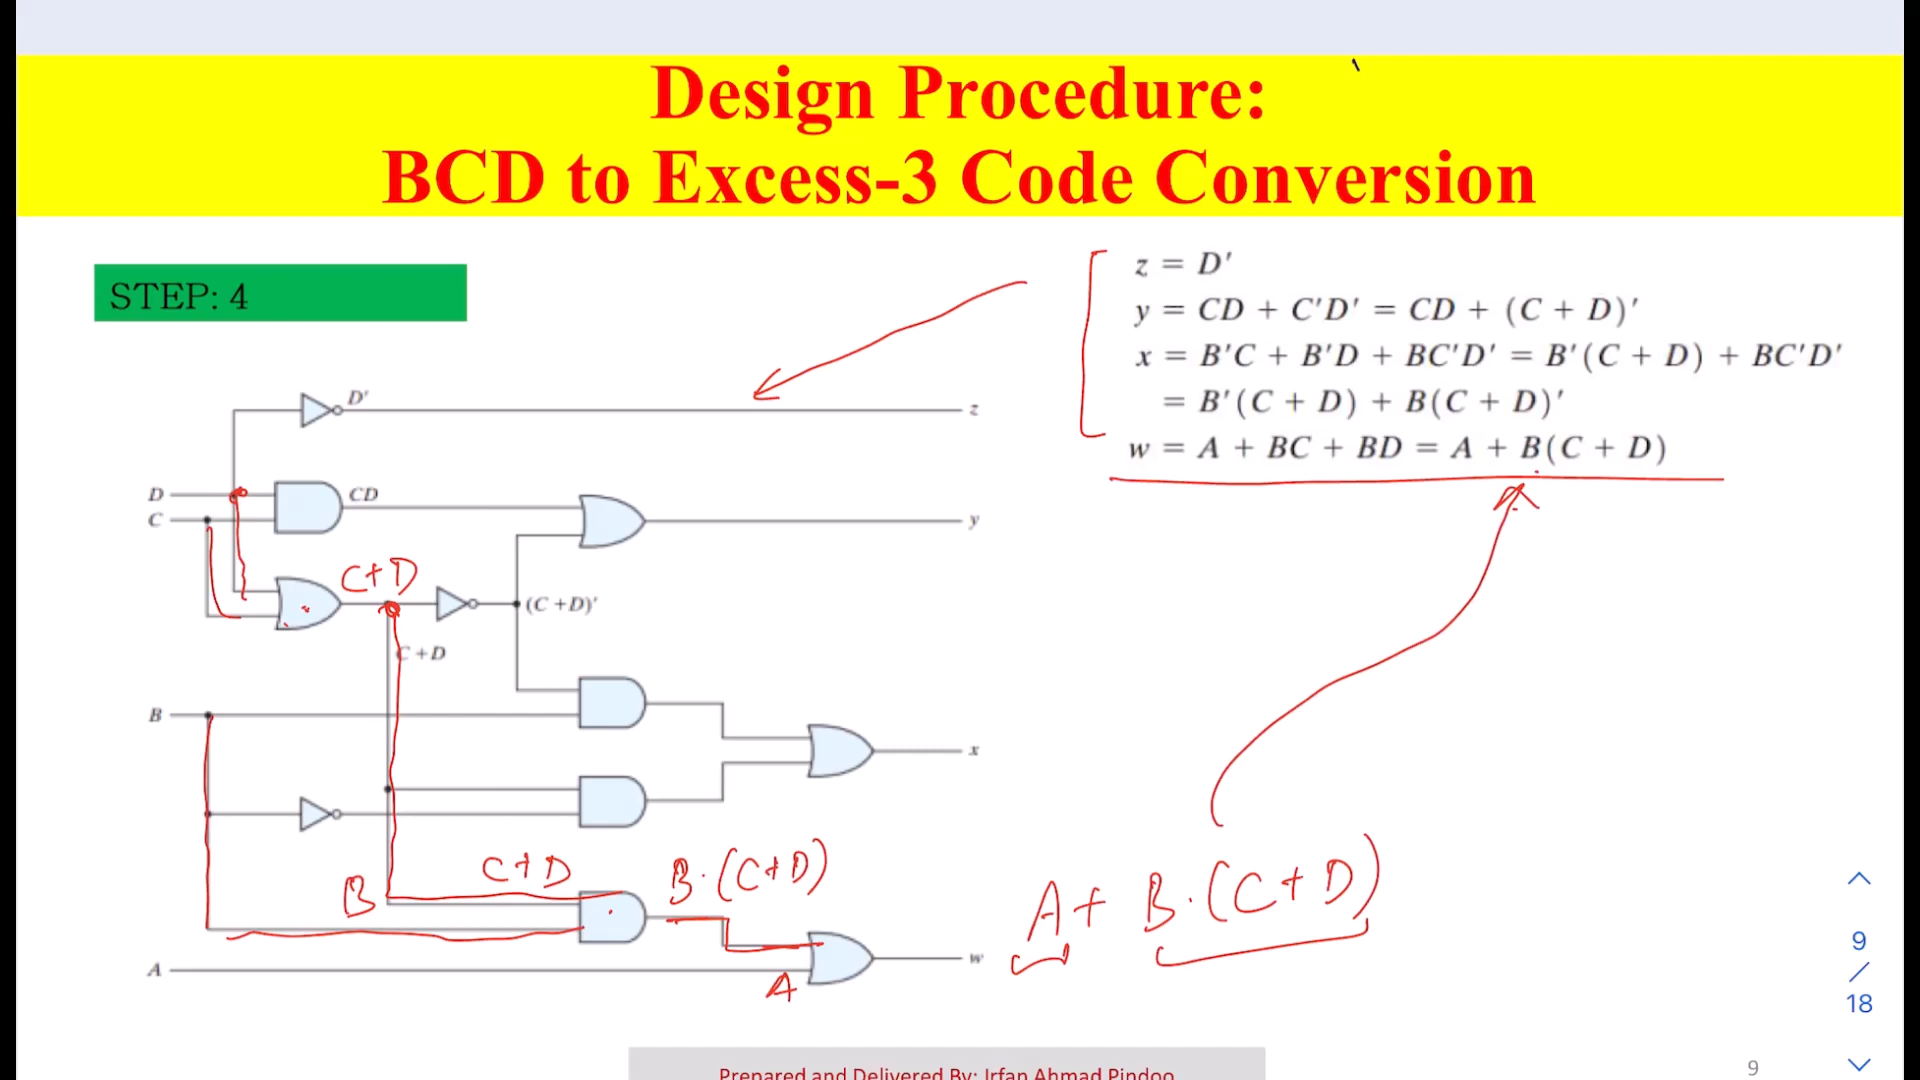 Design Procedure:
BCD to Excess-3 Code Conversion
STEP: 4
z = D'
y = CD + C'D' = CD + (C + D)'
x = B'C + B'D + BC'D' = B'(C + D) + BC'D'
= B'(C + D) + B(C + D)'
w = A + BC + BD = A + B(C + D)
D'
z
D
CD
C
y
C+D
(C+D)'
C+D
B
x
C+D
B·(C+D)
B
A+ B·(C+D)
A
w
A
9
/
18
Prepared and Delivered By: Irfan Ahmad Pindoo
9